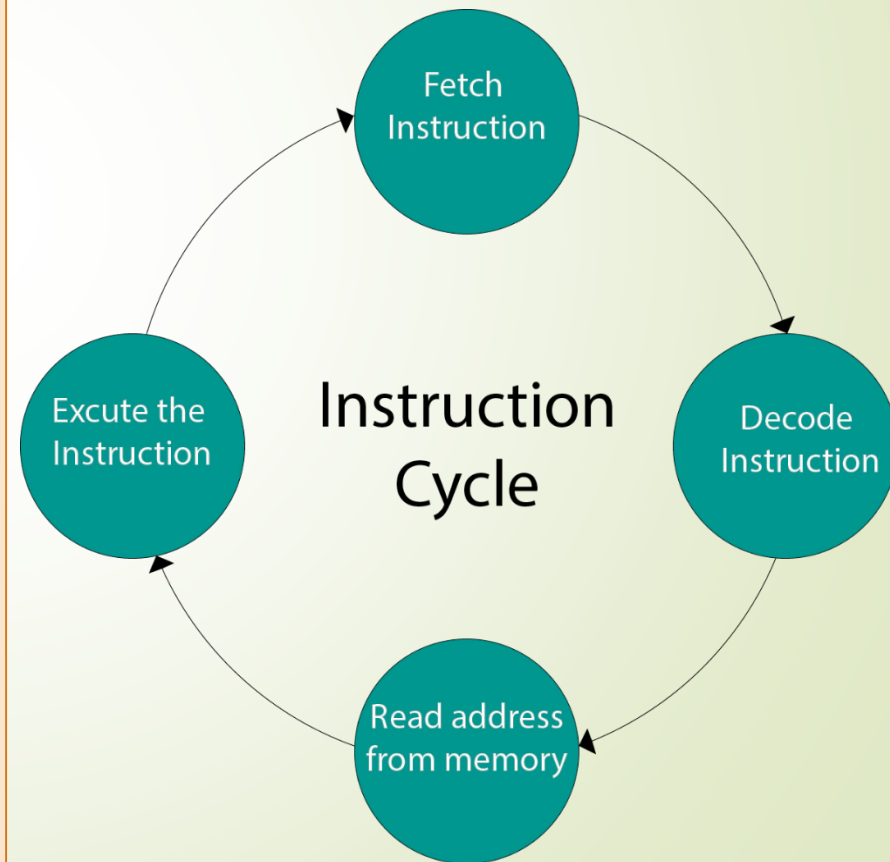 Fetch
Instruction
Excute the
Instruction
Instruction
Cycle
Decode
Instruction
Read address
from memory